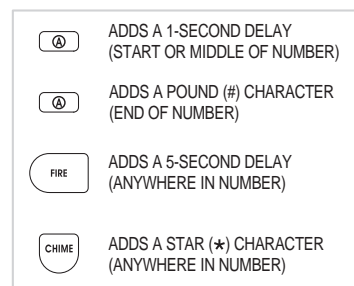 Ⓐ
ADDS A 1-SECOND DELAY
(START OR MIDDLE OF NUMBER)
Ⓐ
ADDS A POUND (#) CHARACTER
(END OF NUMBER)
FIRE
ADDS A 5-SECOND DELAY
(ANYWHERE IN NUMBER)
CHIME
ADDS A STAR (★) CHARACTER
(ANYWHERE IN NUMBER)